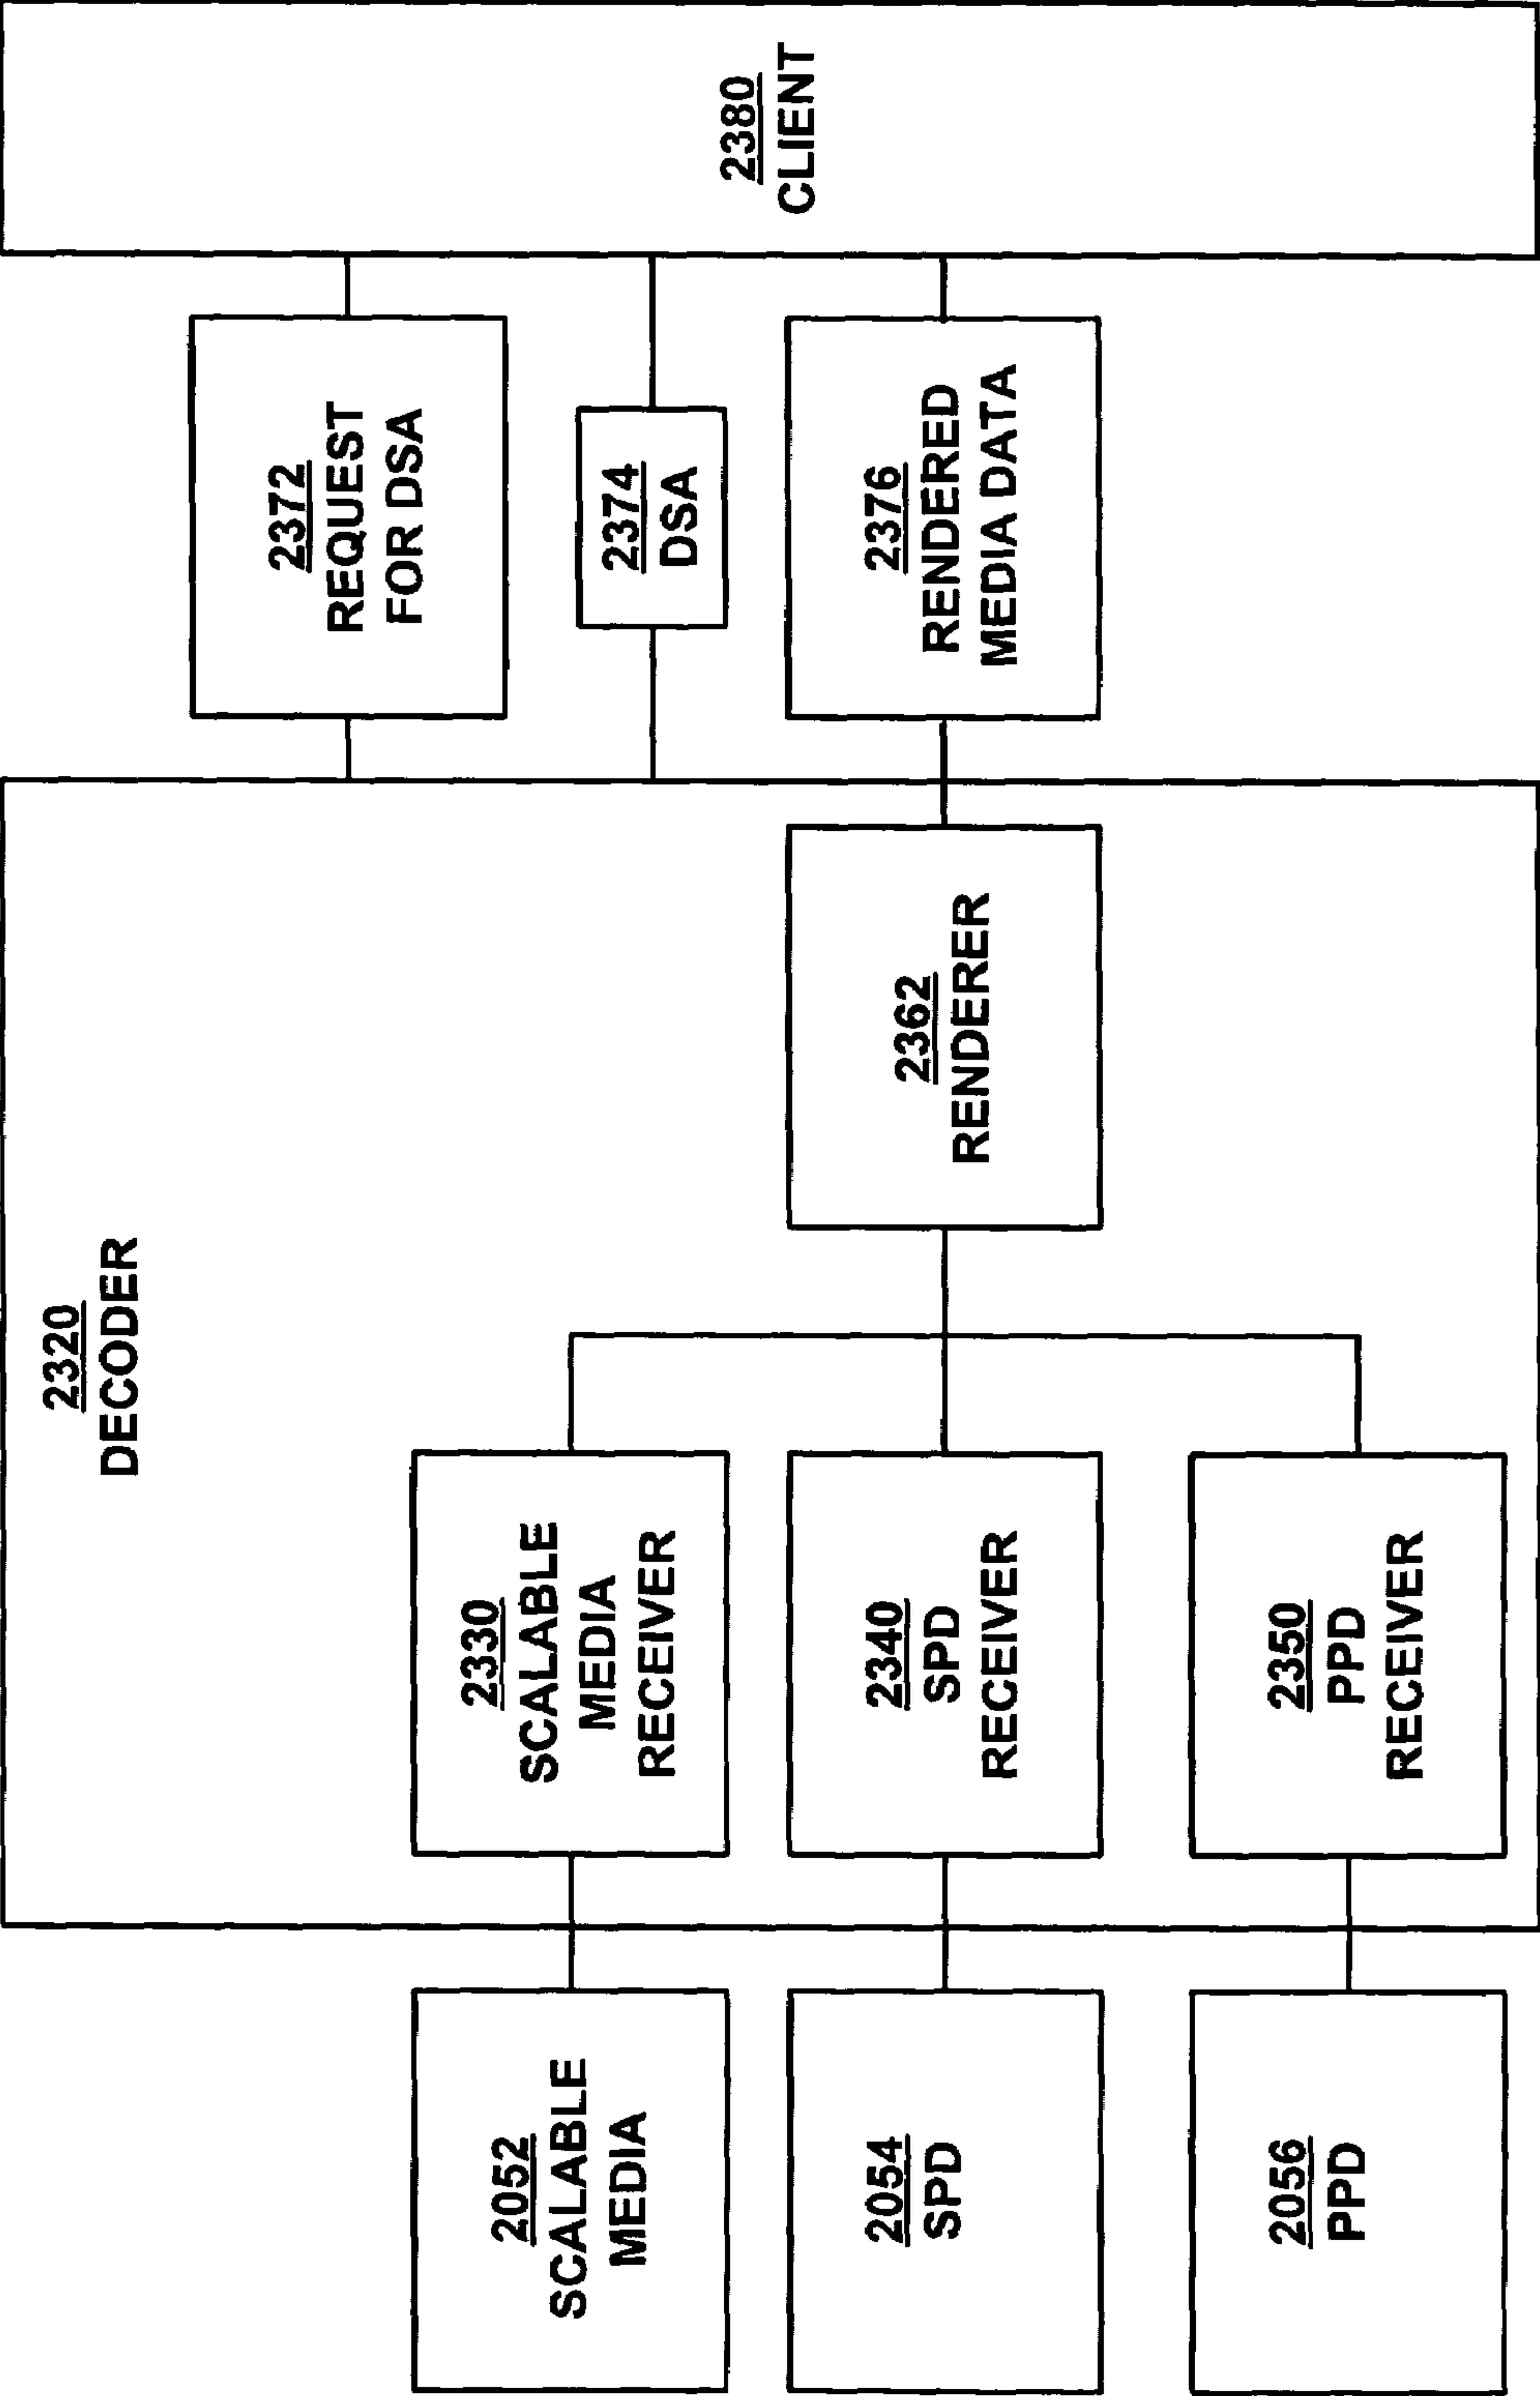 2320
DECODER
2052
SCALABLE
MEDIA
2330
SCALABLE
MEDIA
RECEIVER
2054
SPD
2340
SPD
RECEIVER
2056
PPD
2350
PPD
RECEIVER
2362
RENDERER
2372
REQUEST
FOR DSA
2374
DSA
2376
RENDERED
MEDIA DATA
2380
CLIENT